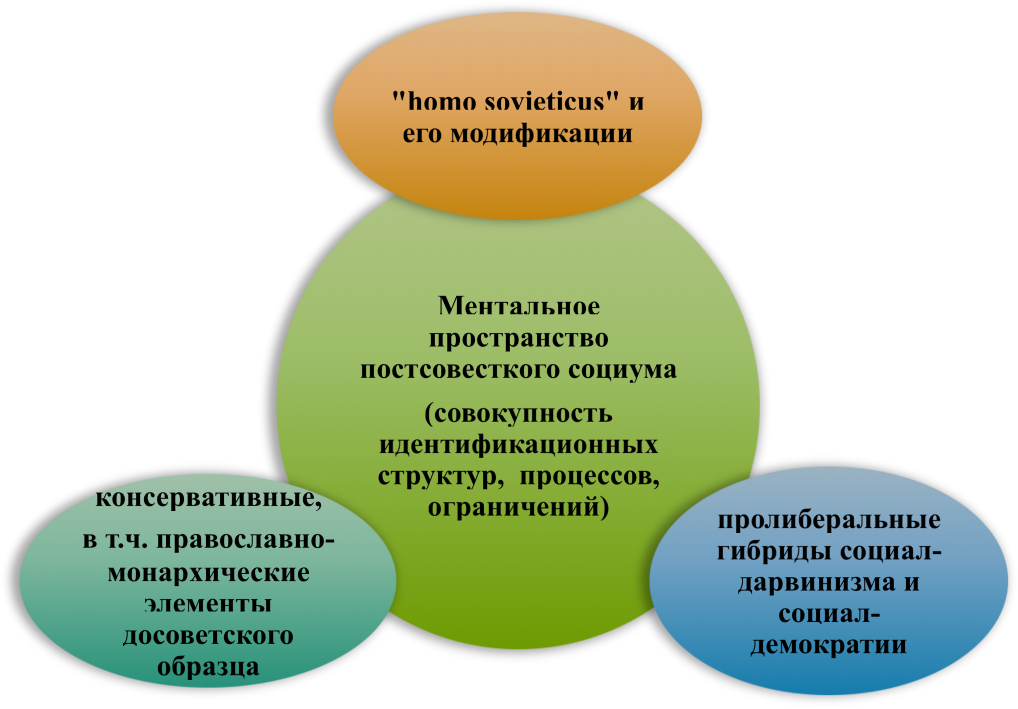 "homo sovieticus" и
его модификации
Ментальное
пространство
постсовесткого социума
(совокупность
идентификационных
структур, процессов,
ограничений)
консервативные,
в т.ч. православно-
монархические
элементы
досоветского
образца
пролиберальные
гибриды социал-
дарвинизма и
социал-
демократии